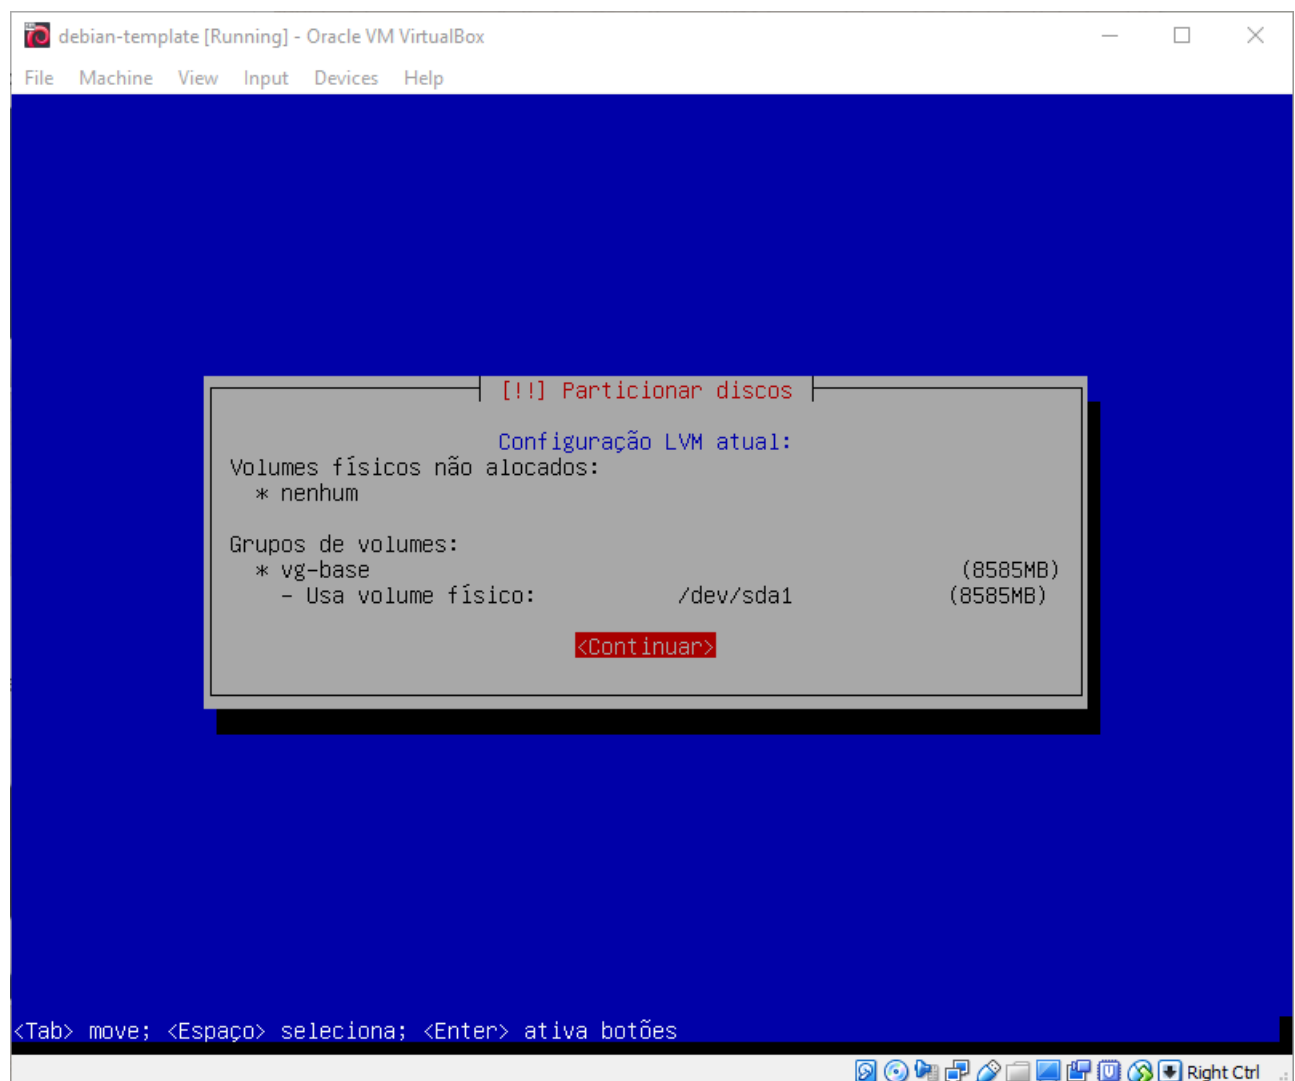 debian-template [Running] - Oracle VM VirtualBox
File Machine View Input Devices Help
[!!] Particionar discos
Configuração LVM atual:
Volumes físicos não alocados:
* nenhum
Grupos de volumes:
* vg-base (8585MB)
- Usa volume físico: /dev/sda1 (8585MB)
<Continuar>
<Tab> move; <Espaço> seleciona; <Enter> ativa botões
Right Ctrl